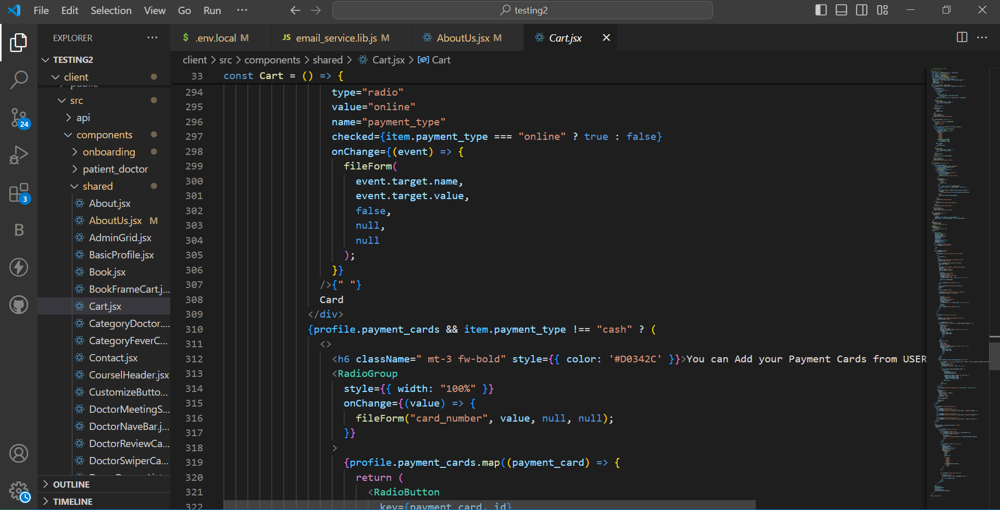 File Edit Selection View Go Run ···
testing2
EXPLORER ···
$ .env.local M
JS email_service.lib.js M
AboutUs.jsx M
Cart.jsx
client > src > components > shared > Cart.jsx > Cart
TESTING2
client
public
src
api
components
onboarding
patient_doctor
shared
About.jsx
AboutUs.jsx M
AdminGrid.jsx
BasicProfile.jsx
Book.jsx
BookFrameCart.j...
Cart.jsx
CategoryDoctor....
CategoryFeverC...
Contact.jsx
CourselHeader.jsx
CustomizeButto...
DoctorMeetingS...
DoctorNaveBar.j...
DoctorReviewCa...
DoctorSwiperCa...
OUTLINE
TIMELINE
24
3
B
33 const Cart = () => {
294 type="radio"
295 value="online"
296 name="payment_type"
297 checked={item.payment_type === "online" ? true : false}
298 onChange={(event) => {
299 fileForm(
300 event.target.name,
301 event.target.value,
302 false,
303 null,
304 null
305 );
306 }}
307 />{" "}
308 Card
309 </div>
310 {profile.payment_cards && item.payment_type !== "cash" ? (
311 <>
312 <h6 className=" mt-3 fw-bold" style={{ color: '#D0342C' }}>You can Add your Payment Cards from USER
313 <RadioGroup
314 style={{ width: "100%" }}
315 onChange={(value) => {
316 fileForm("card_number", value, null, null);
317 }}
318 >
319 {profile.payment_cards.map((payment_card) => {
320 return (
321 <RadioButton
322 key={payment_card._id}